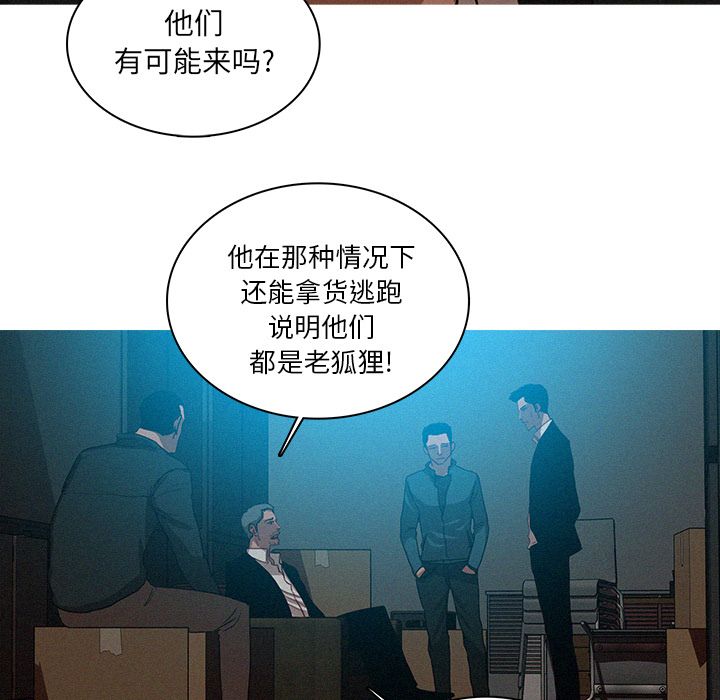 他们
有可能来吗?
他在那种情况下
还能拿货逃跑
说明他们
都是老狐狸!